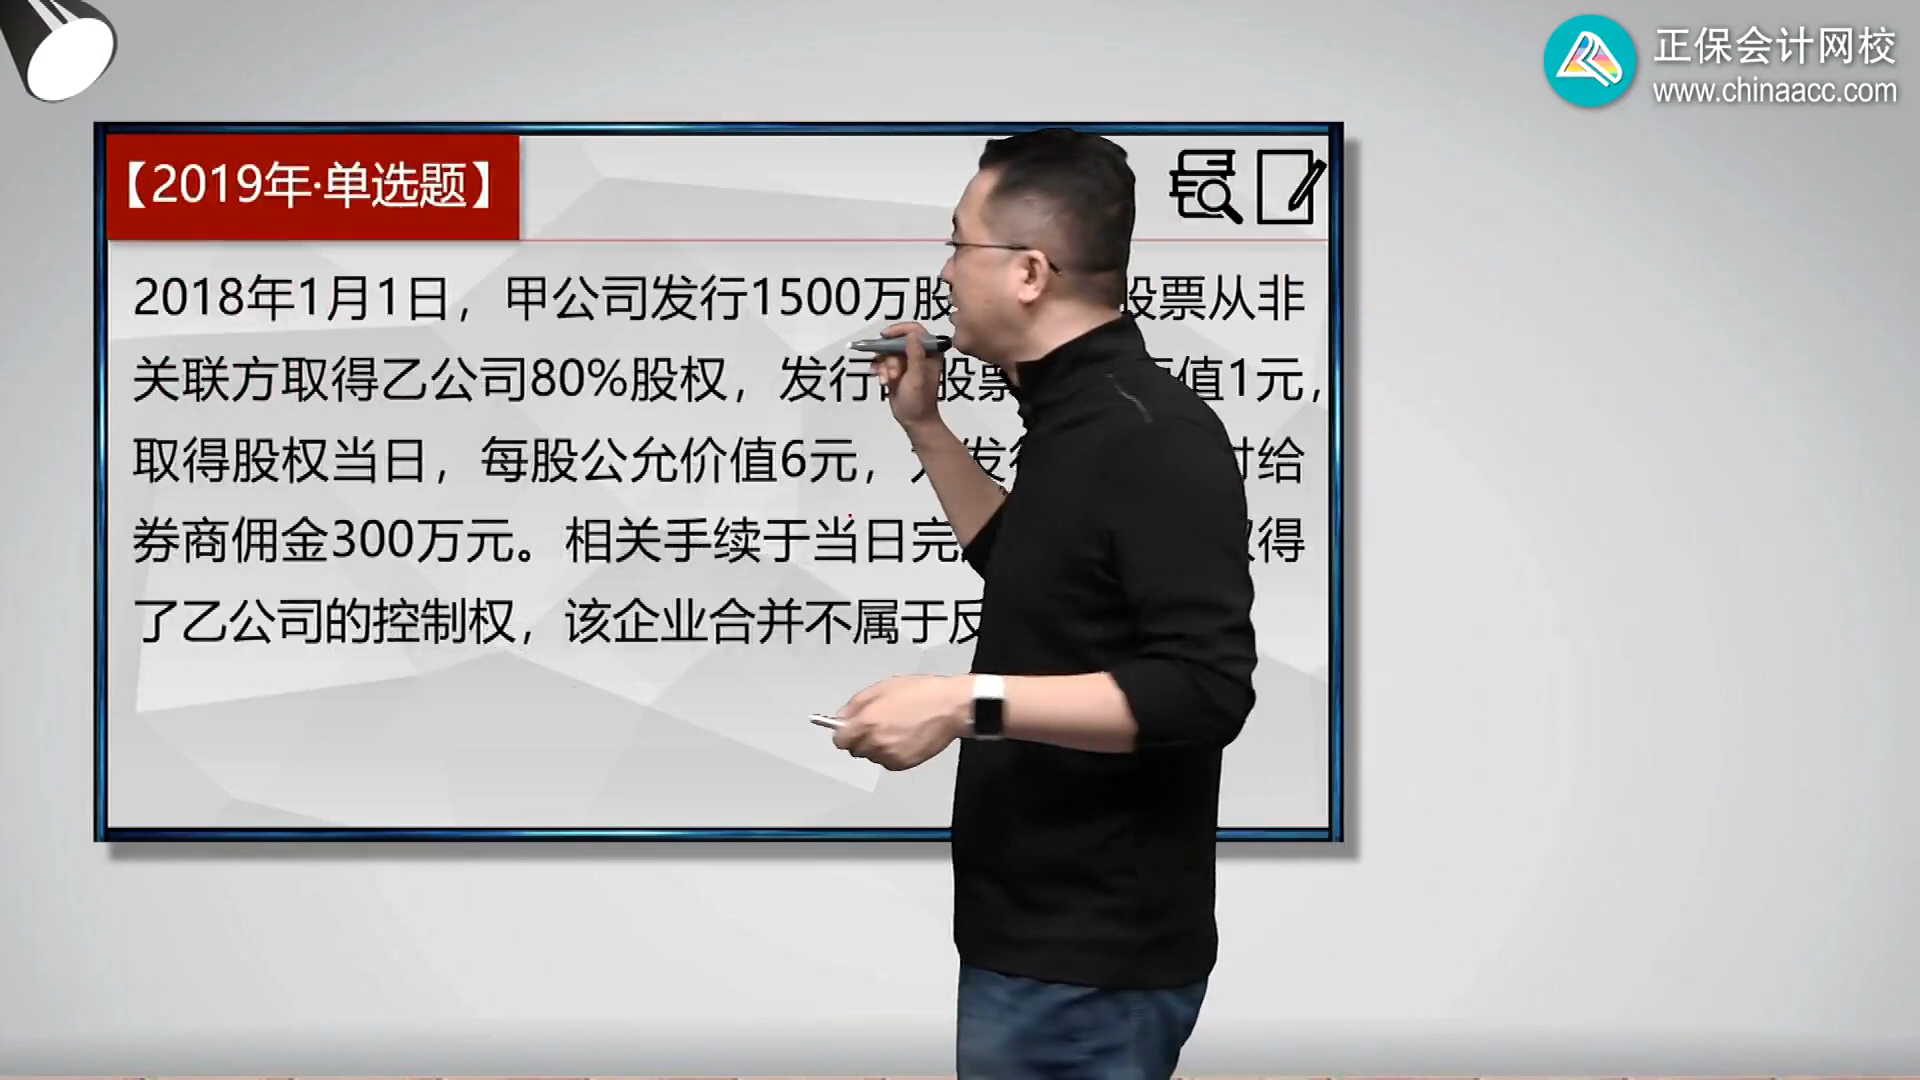 正保会计网校
www.chinaacc.com
【2019年·单选题】
2018年1月1日，甲公司发行1500万股 股票从非
关联方取得乙公司80%股权，发行 股票 值1元，
取得股权当日，每股公允价值6元， 发 给
券商佣金300万元。相关手续于当日完 得
了乙公司的控制权，该企业合并不属于反